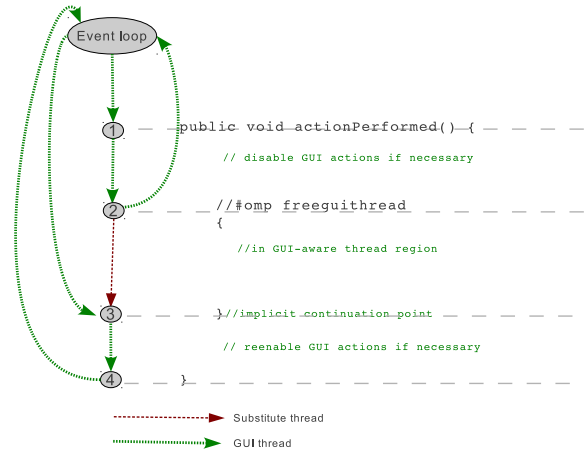 Event loop
1
public void actionPerformed() {
// disable GUI actions if necessary
2
//#omp freeguithread
{
//in GUI-aware thread region
3
}//implicit continuation point
// reenable GUI actions if necessary
4
}
Substitute thread
GUI thread